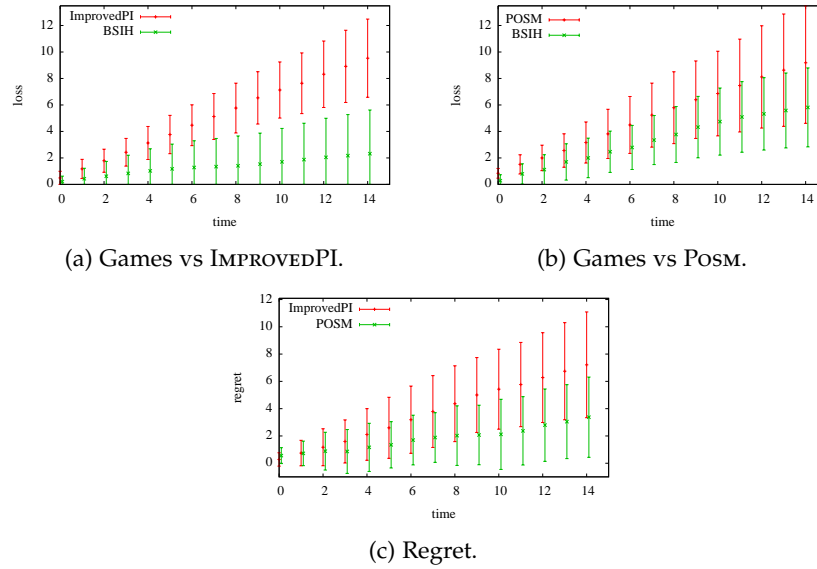 ImprovedPI
BSIH
12
10
8
6
4
2
0
loss
0 2 4 6 8 10 12 14
time
(a) Games vs IMPROVEDPI.
POSM
BSIH
12
10
8
6
4
2
0
loss
0 2 4 6 8 10 12 14
time
(b) Games vs POSM.
ImprovedPI
POSM
12
10
8
6
4
2
0
regret
0 2 4 6 8 10 12 14
time
(c) Regret.